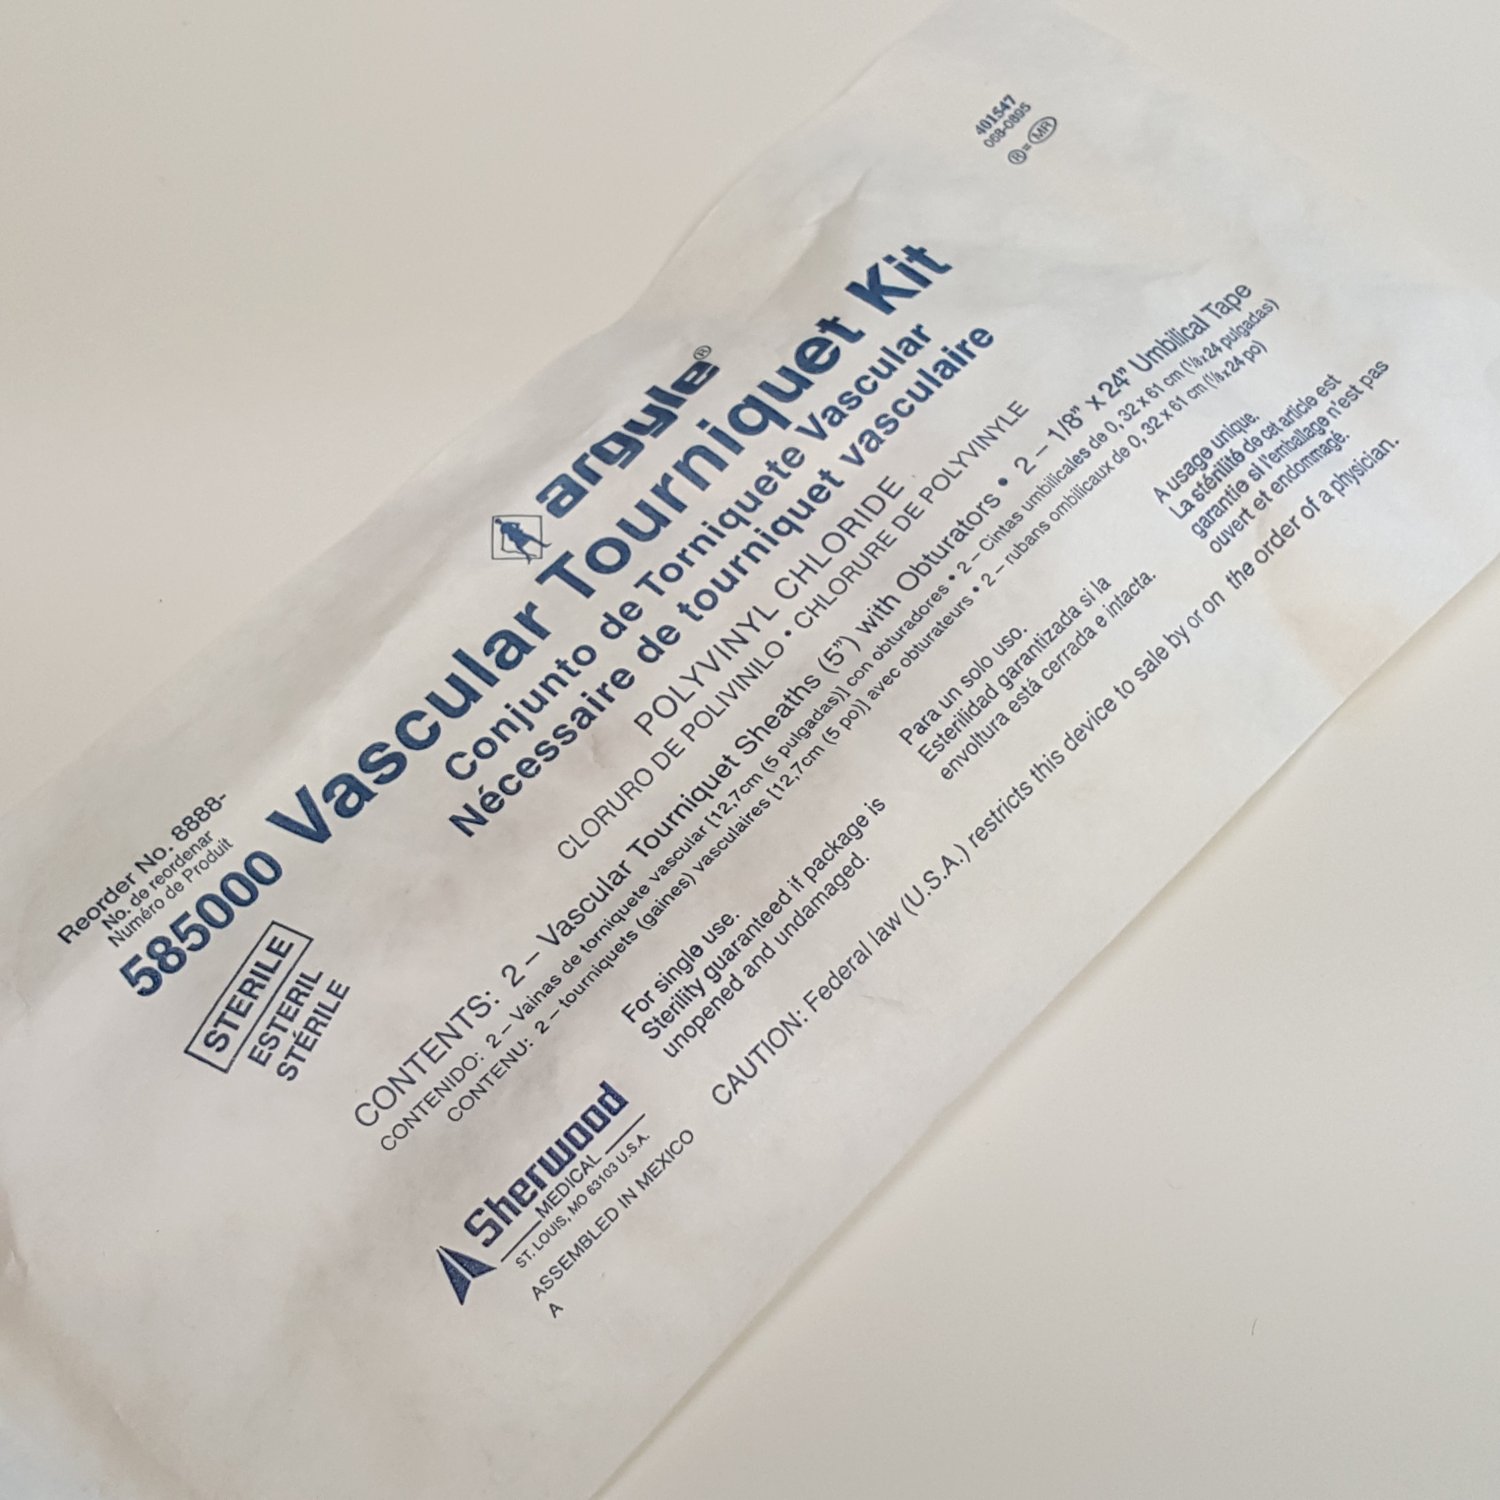 401547
068-0895
® = MR
argyle®
Reorder No. 8888-
No. de reordenar
Numéro de Produit
585000 Vascular Tourniquet Kit
Conjunto de Torniquete Vascular
Nécessaire de tourniquet vasculaire
STERILE
ESTERIL
STÉRILE
POLYVINYL CHLORIDE
CLORURO DE POLIVINILO • CHLORURE DE POLYVINYLE
CONTENTS: 2 – Vascular Tourniquet Sheaths (5") with Obturators • 2 – 1/8" X 24" Umbilical Tape
CONTENIDO: 2 – Vainas de torniquete vascular [12,7cm (5 pulgadas)] con obturadores • 2 – Cintas umbilicales de 0, 32 x 61 cm (1/8 x 24 pulgadas)
CONTENU: 2 – tourniquets (gaines) vasculaires [12,7cm (5 po)] avec obturateurs • 2 – rubans ombilicaux de 0, 32 x 61 cm (1/8 x 24 po)
For single use.
Sterility guaranteed if package is
unopened and undamaged.
Para un solo uso.
Esterilidad garantizada si la
envoltura está cerrada e intacta.
A usage unique.
La stérilité de cet article est
garantie si l'emballage n'est pas
ouvert et endommagé.
CAUTION: Federal law (U.S.A.) restricts this device to sale by or on the order of a physician.
Sherwood
MEDICAL
ST. LOUIS, MO 63103 U.S.A.
ASSEMBLED IN MEXICO
A